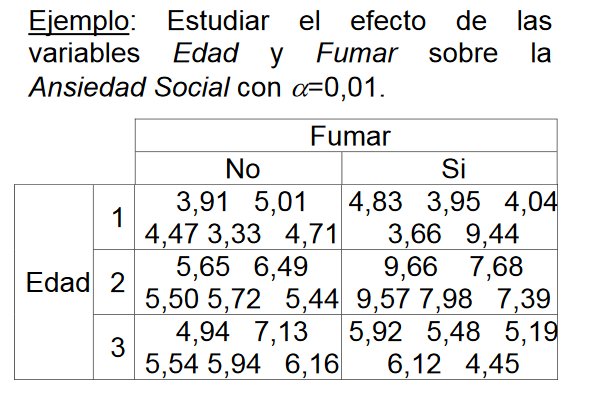 Ejemplo: Estudiar el efecto de las
variables Edad y Fumar sobre la
Ansiedad Social con α=0,01.
Fumar
No Si
Edad
1
3,91 5,01
4,47 3,33 4,71
4,83 3,95 4,04
3,66 9,44
2
5,65 6,49
5,50 5,72 5,44
9,66 7,68
9,57 7,98 7,39
3
4,94 7,13
5,54 5,94 6,16
5,92 5,48 5,19
6,12 4,45